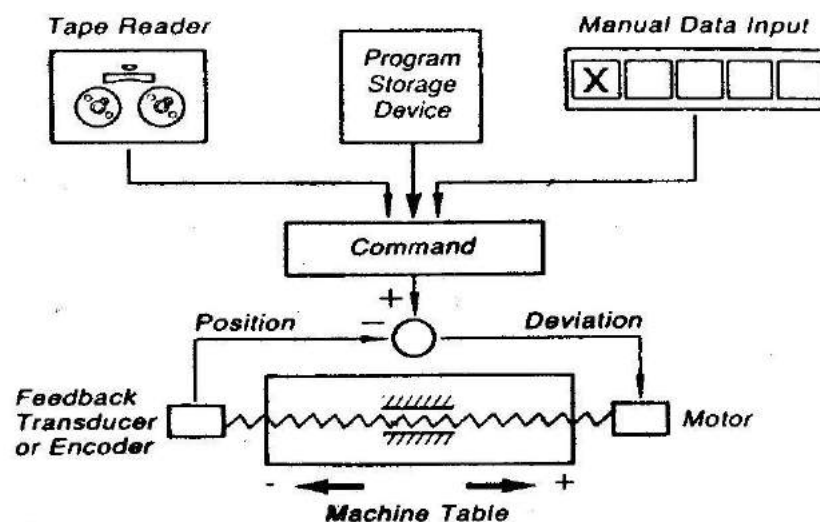 Tape Reader
Manual Data Input
Program
Storage
Device
X
Command
+
Position
−
Deviation
Feedback
Transducer
or Encoder
Motor
-
+
Machine Table